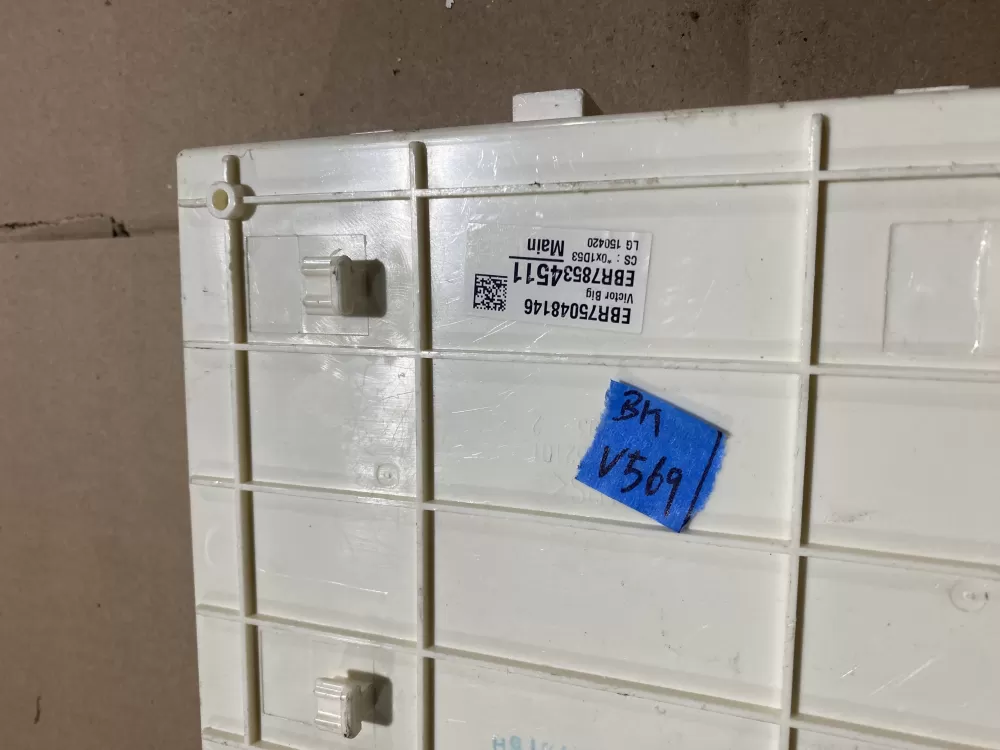 EBR75048146
Victor Big
EBR78534511
CS : *0x1D53 Main
LG 150420
BK
V569